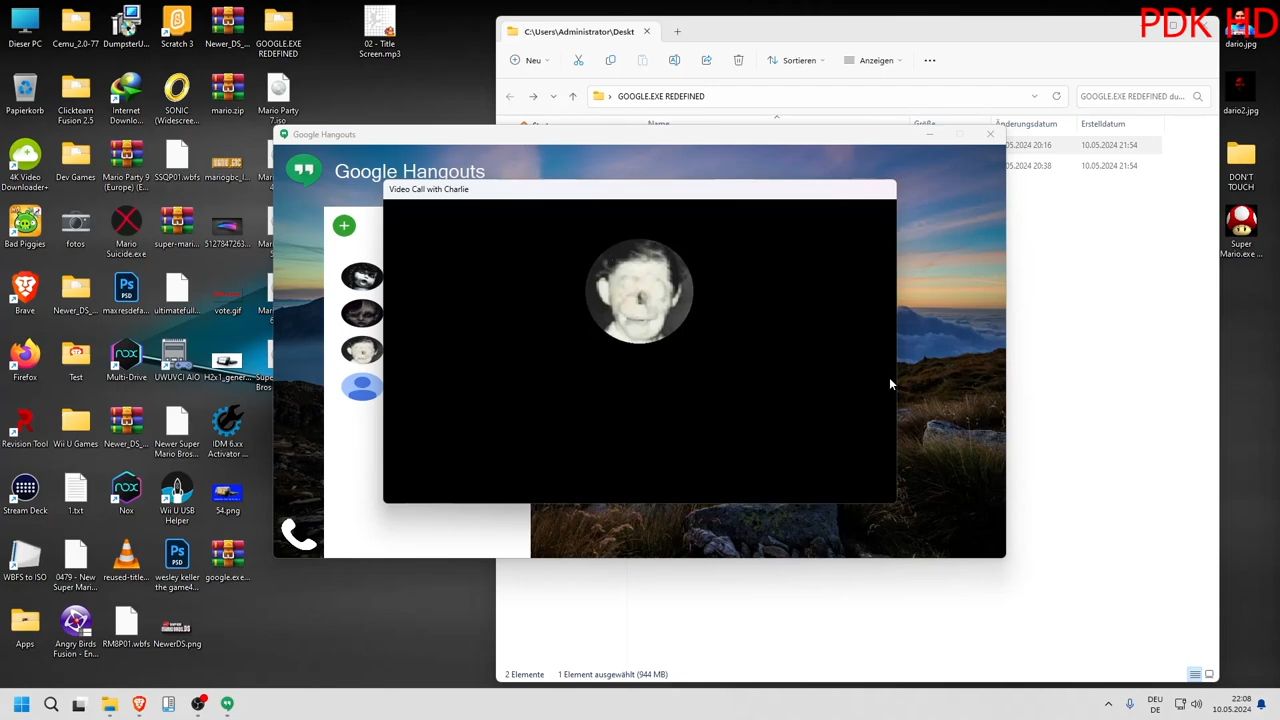 PDK HD
Dieser PC
Cemu_2.0-77
DumpsterU...
Scratch 3
Newer_DS_...
GOOGLE.EXE
REDEFINED
02 - Title
Screen.mp3
C:\Users\Administrator\Deskt
dario.jpg
Neu
Sortieren
Anzeigen
GOOGLE.EXE REDEFINED
GOOGLE.EXE REDEFINED du...
Papierkorb
Clickteam
Fusion 2.5
Internet
Downlo...
SONIC
(Widescree...
mario.zip
Mario Party
7.iso
dario2.jpg
Name
Größe
Änderungsdatum
Erstelldatum
Google Hangouts
05.2024 20:16
10.05.2024 21:54
05.2024 20:38
10.05.2024 21:54
Google Hangouts
Video Call with Charlie
4K Video
Downloader+
Dev Games
Mario Party
9 (Europe) (E...
SSQP01.wbfs
mariogbc_i...
DON'T
TOUCH
Bad Piggies
fotos
Mario
Suicide.exe
super-mari...
5127847263...
Super
Mario.exe ...
Brave
Newer_DS_...
maxresdefa...
ultimatefull...
vote.gif
Firefox
Test
Multi-Drive
UWUVCI AIO
H2x1_gener...
Revision Tool
Wii U Games
Newer_DS_...
Newer Super
Mario Bros....
IDM 6.xx
Activator ...
Stream Deck
1.txt
Nox
Wii U USB
Helper
54.png
WBFS to ISO
0479 - New
Super Mari...
reused-title...
wesley keller
the game4...
google.exe...
Apps
Angry Birds
Fusion - En...
RM8P01.wbfs
NewerDS.png
2 Elemente
1 Element ausgewählt (944 MB)
DEU
DE
22:08
10.05.2024